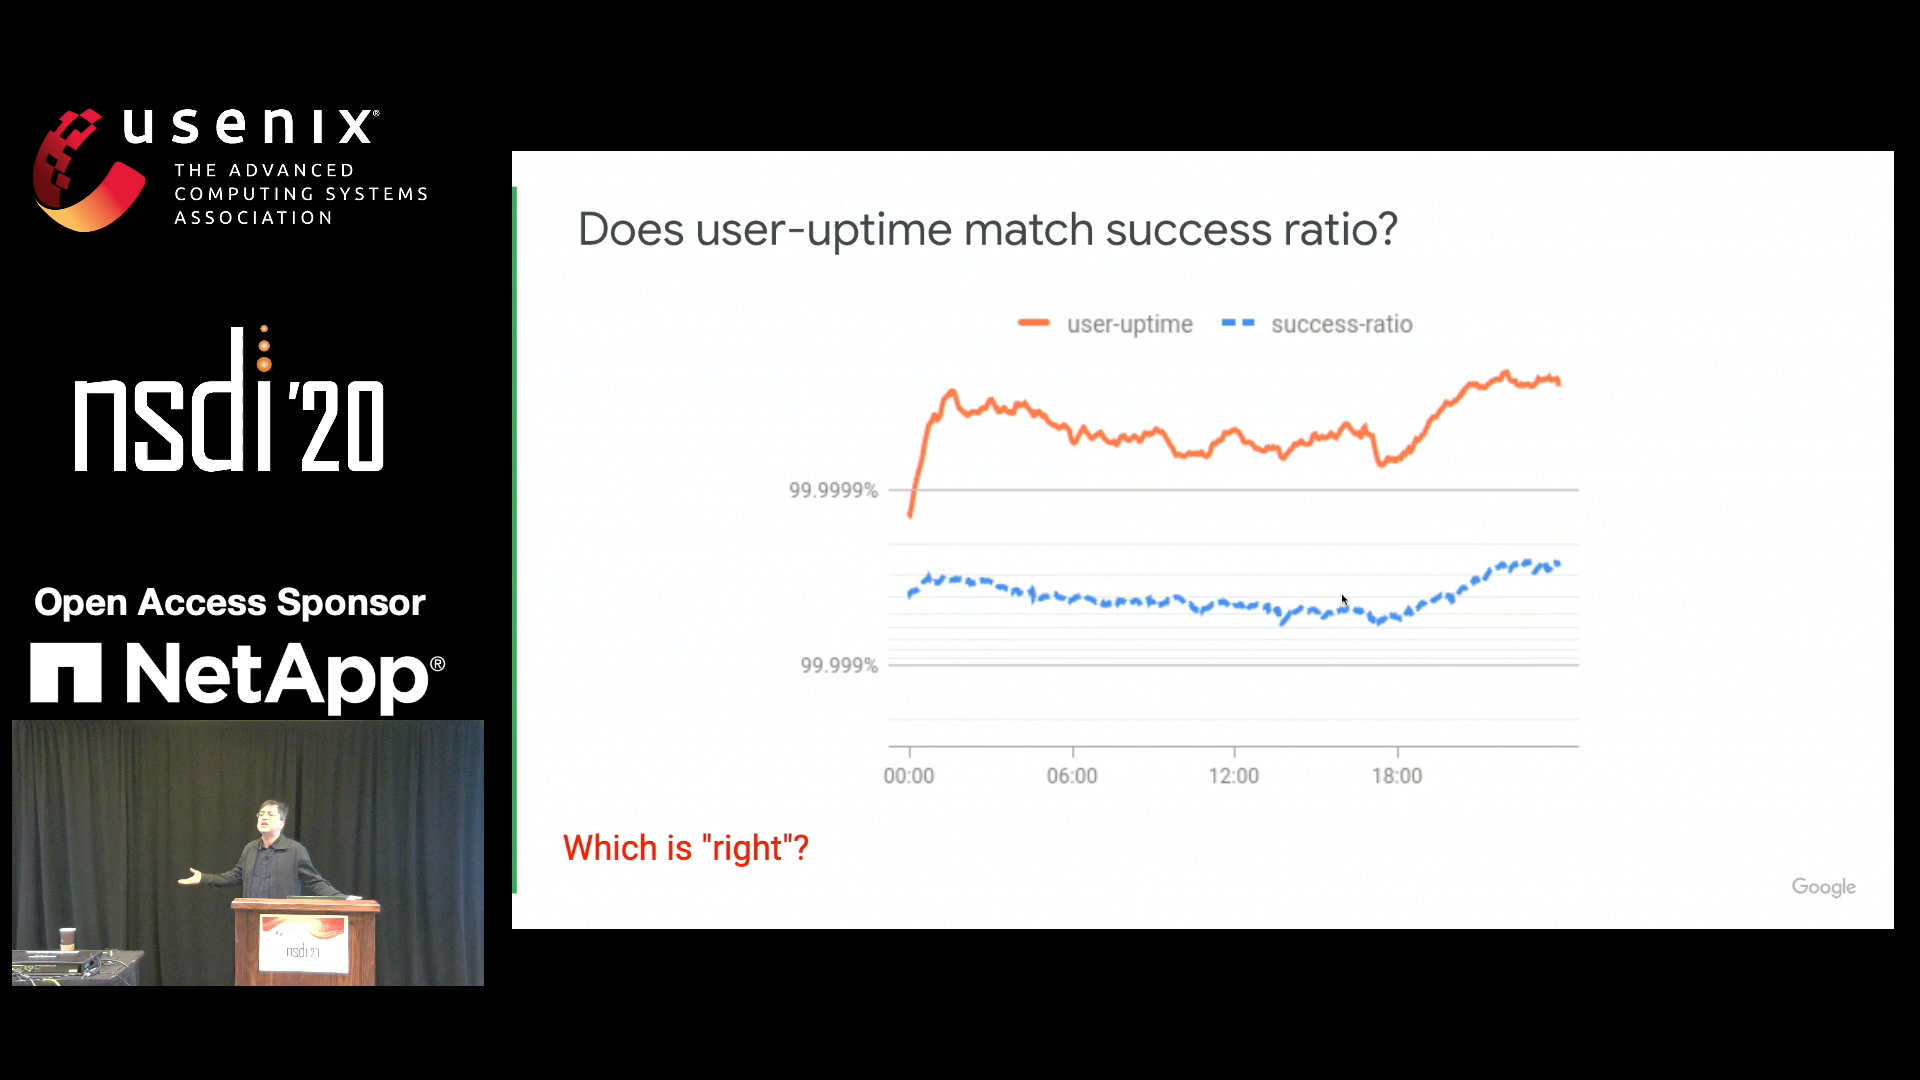 usenix®
THE ADVANCED
COMPUTING SYSTEMS
ASSOCIATION
nsdi '20
Open Access Sponsor
NetApp®
nsdi '20
Does user-uptime match success ratio?
user-uptime success-ratio
99.9999%
99.999%
00:00 06:00 12:00 18:00
Which is "right"?
Google